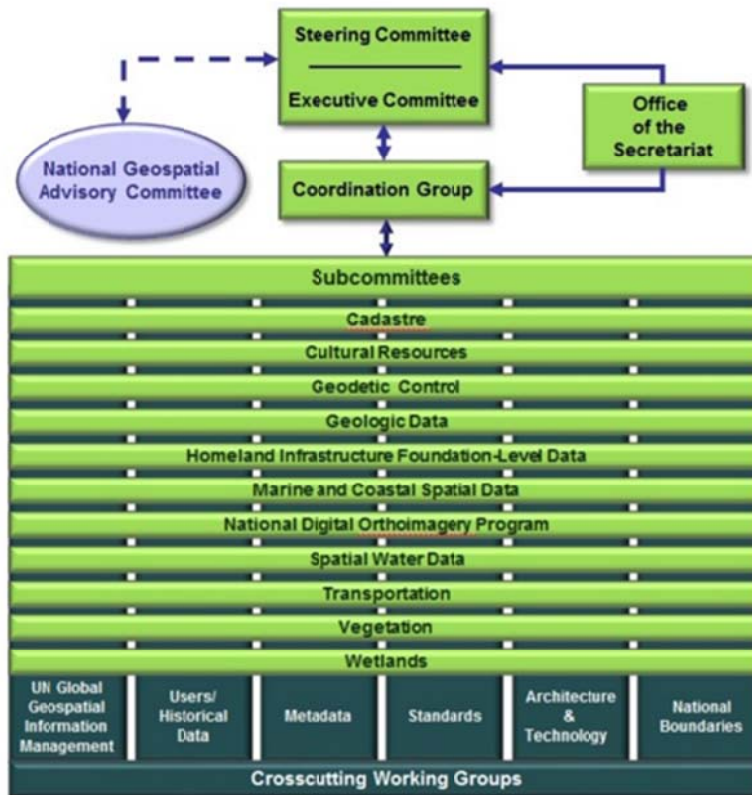 Steering Committee
Executive Committee
Office
of the
Secretariat
National Geospatial
Advisory Committee
Coordination Group
Subcommittees
Cadastre
Cultural Resources
Geodetic Control
Geologic Data
Homeland Infrastructure Foundation-Level Data
Marine and Coastal Spatial Data
National Digital Orthoimagery Program
Spatial Water Data
Transportation
Vegetation
Wetlands
UN Global
Geospatial
Information
Management
Users/
Historical
Data
Metadata
Standards
Architecture
&
Technology
National
Boundaries
Crosscutting Working Groups